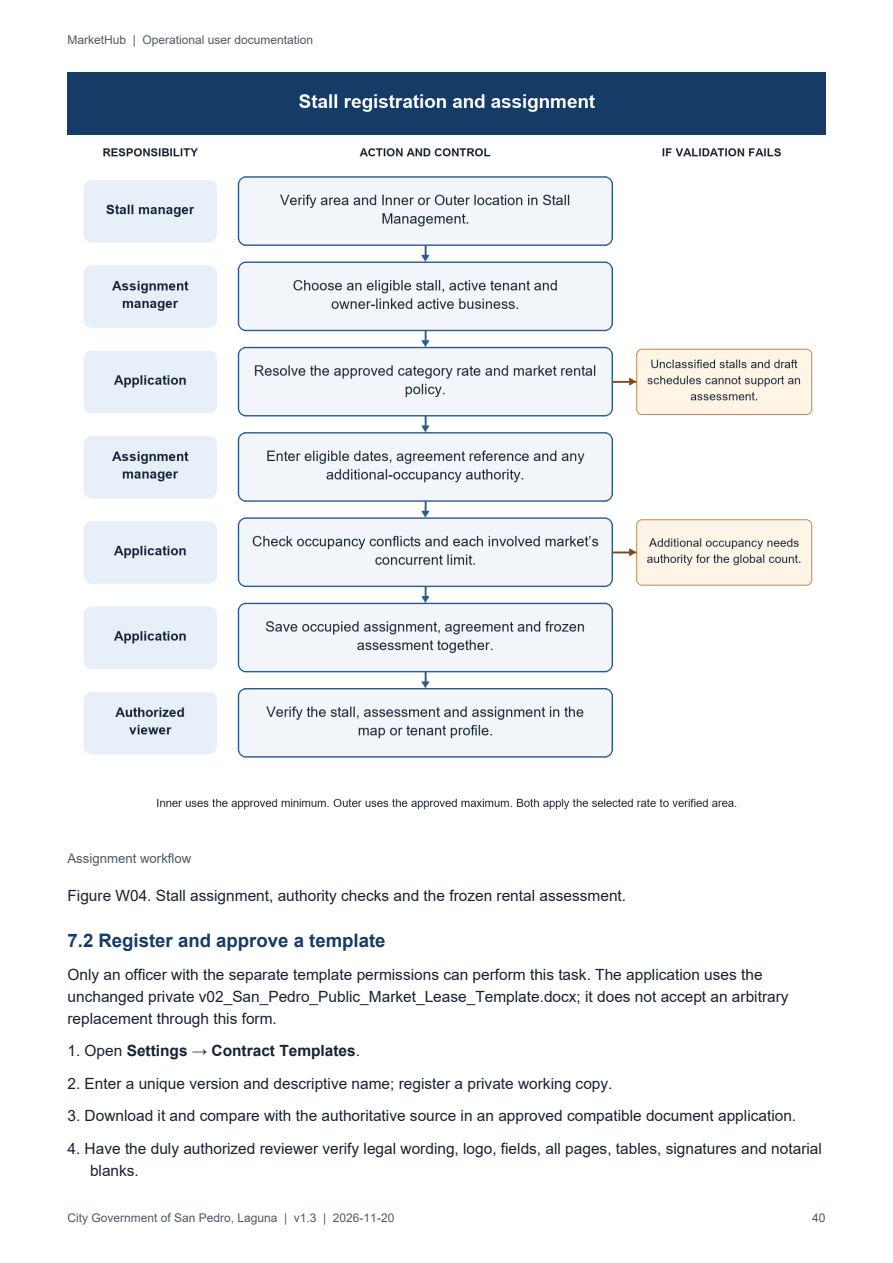 MarketHub | Operational user documentation
Stall registration and assignment
RESPONSIBILITY
ACTION AND CONTROL
IF VALIDATION FAILS
Stall manager
Verify area and Inner or Outer location in Stall
Management.
Assignment
manager
Choose an eligible stall, active tenant and
owner-linked active business.
Application
Resolve the approved category rate and market rental
policy.
Unclassified stalls and draft
schedules cannot support an
assessment.
Assignment
manager
Enter eligible dates, agreement reference and any
additional-occupancy authority.
Application
Check occupancy conflicts and each involved market’s
concurrent limit.
Additional occupancy needs
authority for the global count.
Application
Save occupied assignment, agreement and frozen
assessment together.
Authorized
viewer
Verify the stall, assessment and assignment in the
map or tenant profile.
Inner uses the approved minimum. Outer uses the approved maximum. Both apply the selected rate to verified area.
Assignment workflow
Figure W04. Stall assignment, authority checks and the frozen rental assessment.
7.2 Register and approve a template
Only an officer with the separate template permissions can perform this task. The application uses the
unchanged private v02_San_Pedro_Public_Market_Lease_Template.docx; it does not accept an arbitrary
replacement through this form.
1. Open Settings → Contract Templates.
2. Enter a unique version and descriptive name; register a private working copy.
3. Download it and compare with the authoritative source in an approved compatible document application.
4. Have the duly authorized reviewer verify legal wording, logo, fields, all pages, tables, signatures and notarial
blanks.
City Government of San Pedro, Laguna | v1.3 | 2026-11-20
40